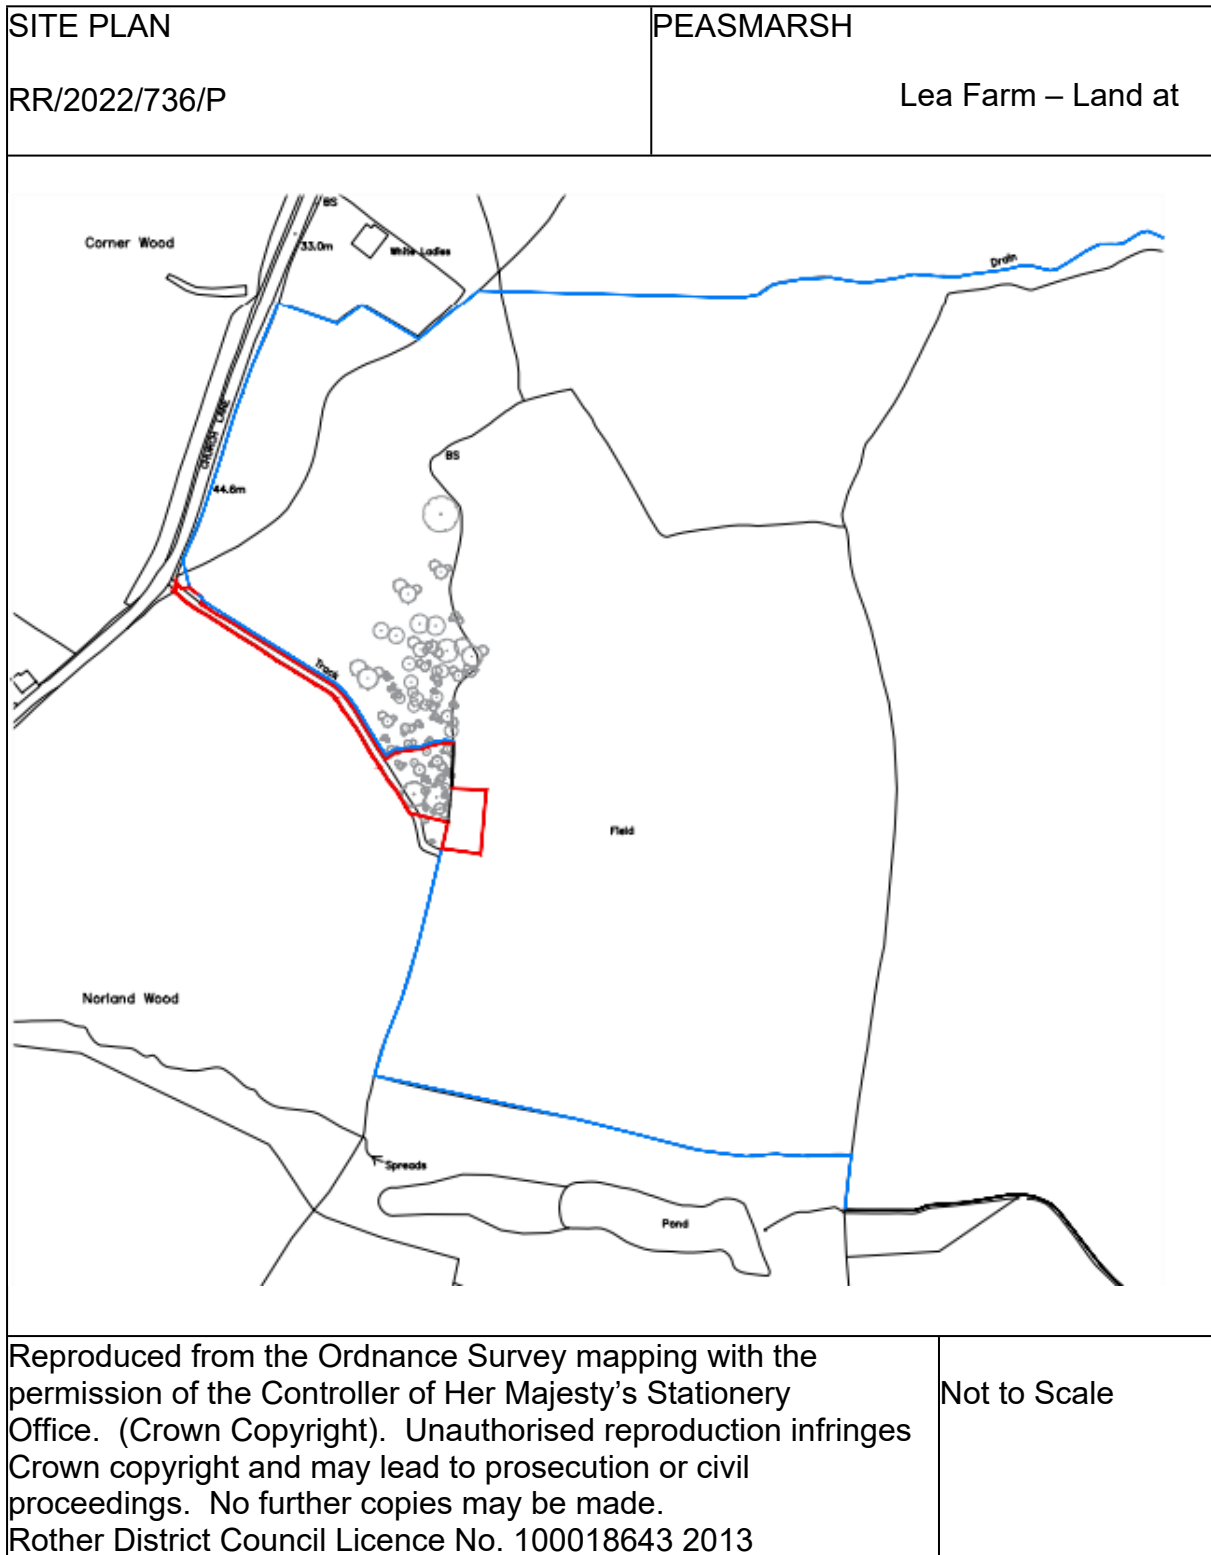 SITE PLAN
PEASMARSH
RR/2022/736/P
Lea Farm – Land at
BS
Corner Wood
33.0m
White Ladies
Drain
CHURCH LANE
BS
44.6m
Track
Field
Norland Wood
Spreads
Pond
Reproduced from the Ordnance Survey mapping with the
permission of the Controller of Her Majesty’s Stationery
Office.  (Crown Copyright).  Unauthorised reproduction infringes
Crown copyright and may lead to prosecution or civil
proceedings.  No further copies may be made.
Rother District Council Licence No. 100018643 2013
Not to Scale